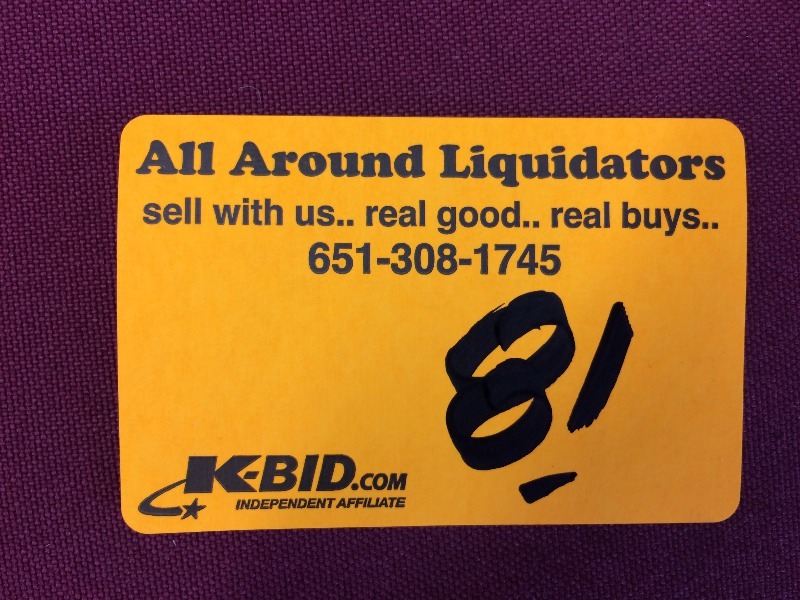 All Around Liquidators
sell with us.. real good.. real buys..
651-308-1745
81
K-BID.COM
INDEPENDENT AFFILIATE